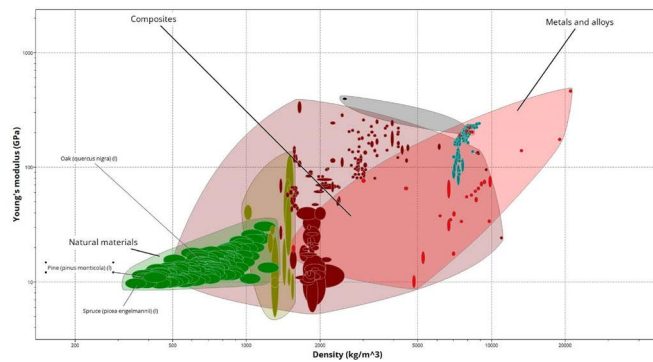 Composites
Metals and alloys
1000
Young's modulus (GPa)
Oak (quercus nigra) (l)
100
Natural materials
Pine (pinus monticola) (l)
10
Spruce (picea engelmannii) (l)
200
500
1000
2000
5000
10000
20000
Density (kg/m^3)